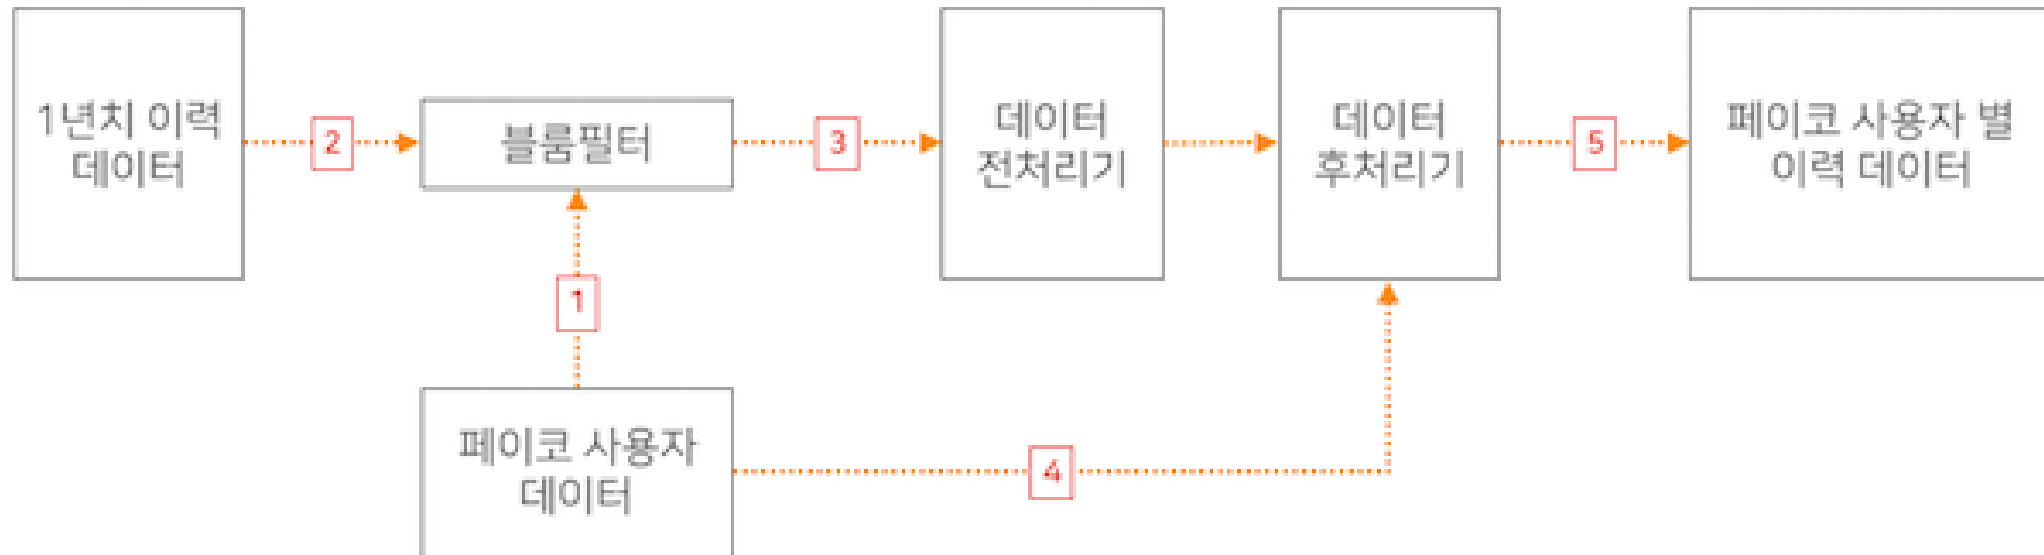 1년치 이력
데이터
2
블룸필터
3
데이터
전처리기
데이터
후처리기
5
페이코 사용자 별
이력 데이터
1
페이코 사용자
데이터
4